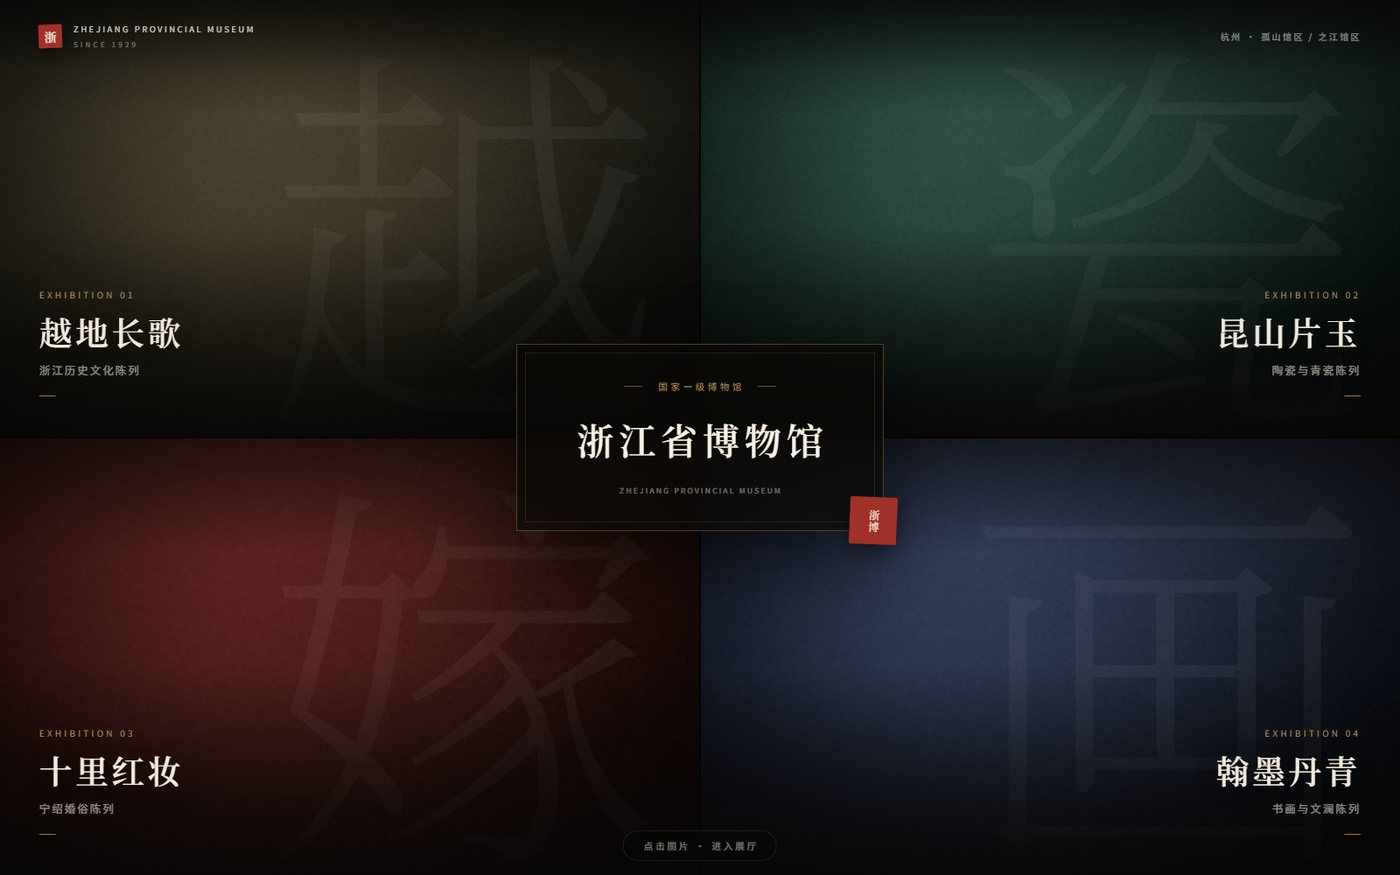 浙
ZHEJIANG PROVINCIAL MUSEUM
SINCE 1929
杭州 · 孤山馆区 / 之江馆区
越
EXHIBITION 01
越地长歌
浙江历史文化陈列
瓷
EXHIBITION 02
昆山片玉
陶瓷与青瓷陈列
国家一级博物馆
浙江省博物馆
ZHEJIANG PROVINCIAL MUSEUM
浙博
嫁
EXHIBITION 03
十里红妆
宁绍婚俗陈列
画
EXHIBITION 04
翰墨丹青
书画与文澜陈列
点击图片 · 进入展厅